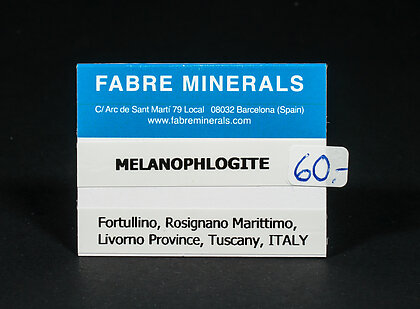 FABRE MINERALS
C/ Arc de Sant Martí 79 Local 08032 Barcelona (Spain)
www.fabreminerals.com
MELANOPHLOGITE
60.-
Fortullino, Rosignano Marittimo,
Livorno Province, Tuscany, ITALY